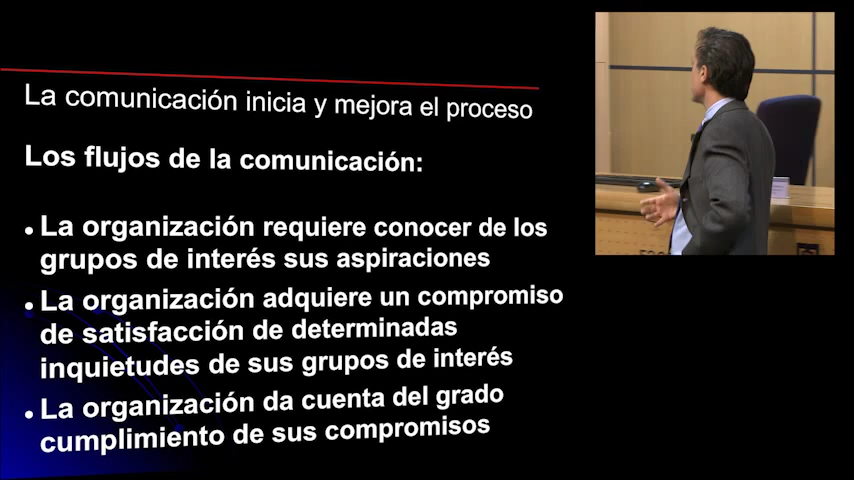 La comunicación inicia y mejora el proceso
Los flujos de la comunicación:
La organización requiere conocer de los
grupos de interés sus aspiraciones
La organización adquiere un compromiso
de satisfacción de determinadas
inquietudes de sus grupos de interés
La organización da cuenta del grado
cumplimiento de sus compromisos